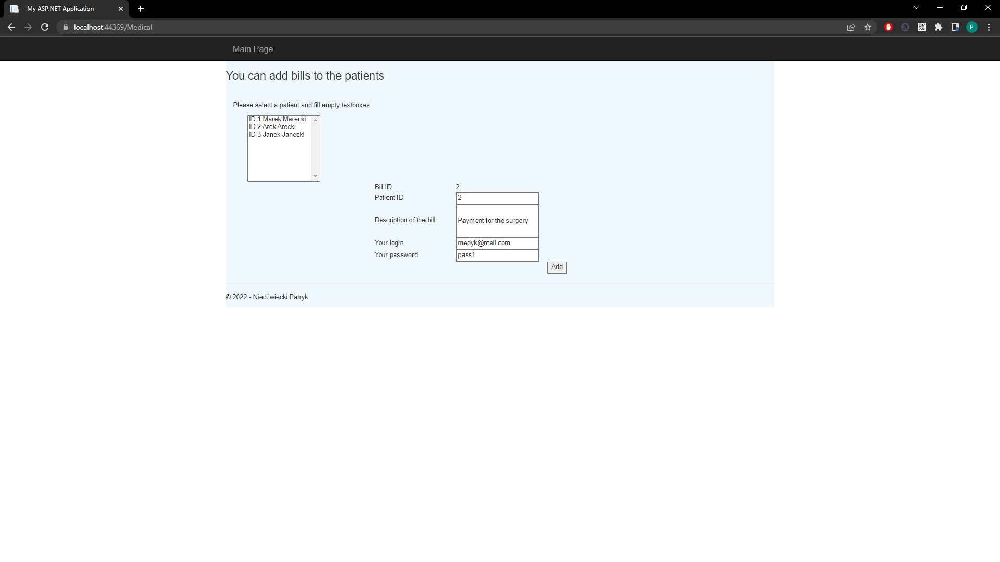 - My ASP.NET Application
localhost:44369/Medical
P
Main Page
You can add bills to the patients
Please select a patient and fill empty textboxes.
ID 1 Marek Marecki
ID 2 Arek Arecki
ID 3 Janek Janecki
Bill ID 2
Patient ID 2
Description of the bill Payment for the surgery
Your login medyk@mail.com
Your password pass1
Add
© 2022 - Niedźwiecki Patryk